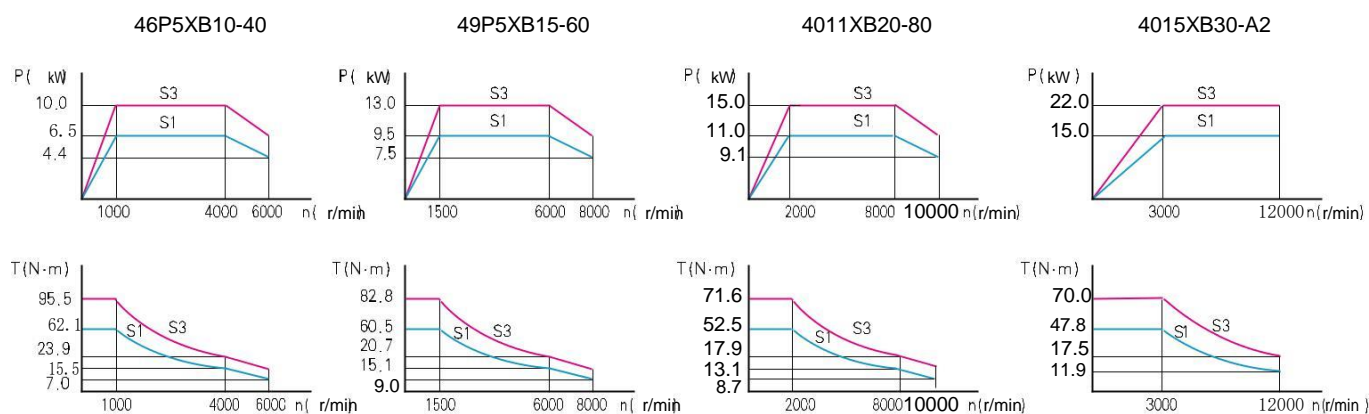 46P5XB10-40
49P5XB15-60
4011XB20-80
4015XB30-A2
P( kW)
10.0
6.5
4.4
S3
S1
1000
4000
6000
n( r/min)
P( kW)
13.0
9.5
7.5
S3
S1
1500
6000
8000
n( r/min)
P( kW)
15.0
11.0
9.1
S3
S1
2000
8000
10000
n(r/min)
P(kW)
22.0
15.0
S3
S1
3000
12000
n(r/min)
T(N·m)
95.5
62.1
23.9
15.5
7.0
S1
S3
1000
4000
6000
n( r/min)
T(N·m)
82.8
60.5
20.7
15.1
9.0
S1
S3
1500
6000
8000
n( r/min)
T(N·m)
71.6
52.5
17.9
13.1
8.7
S1
S3
2000
8000
10000
n(r/min)
T(N·m)
70.0
47.8
17.5
11.9
S1
S3
3000
12000
n(r/min)